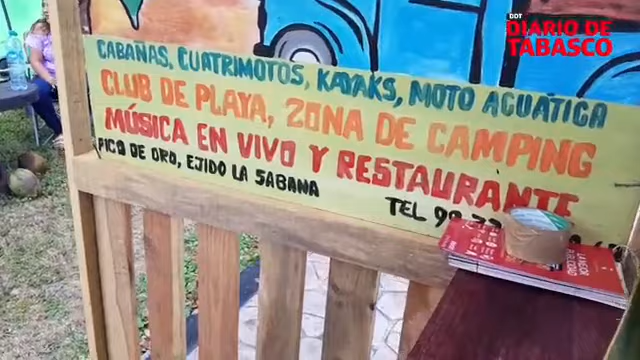 DDT
DIARIO DE
TABASCO
CABAÑAS, CUATRIMOTOS, KAYAKS, MOTO ACUÁTICA
CLUB DE PLAYA, ZONA DE CAMPING
MÚSICA EN VIVO Y RESTAURANTE
PICO DE ORO, EJIDO LA SABANA
TEL.